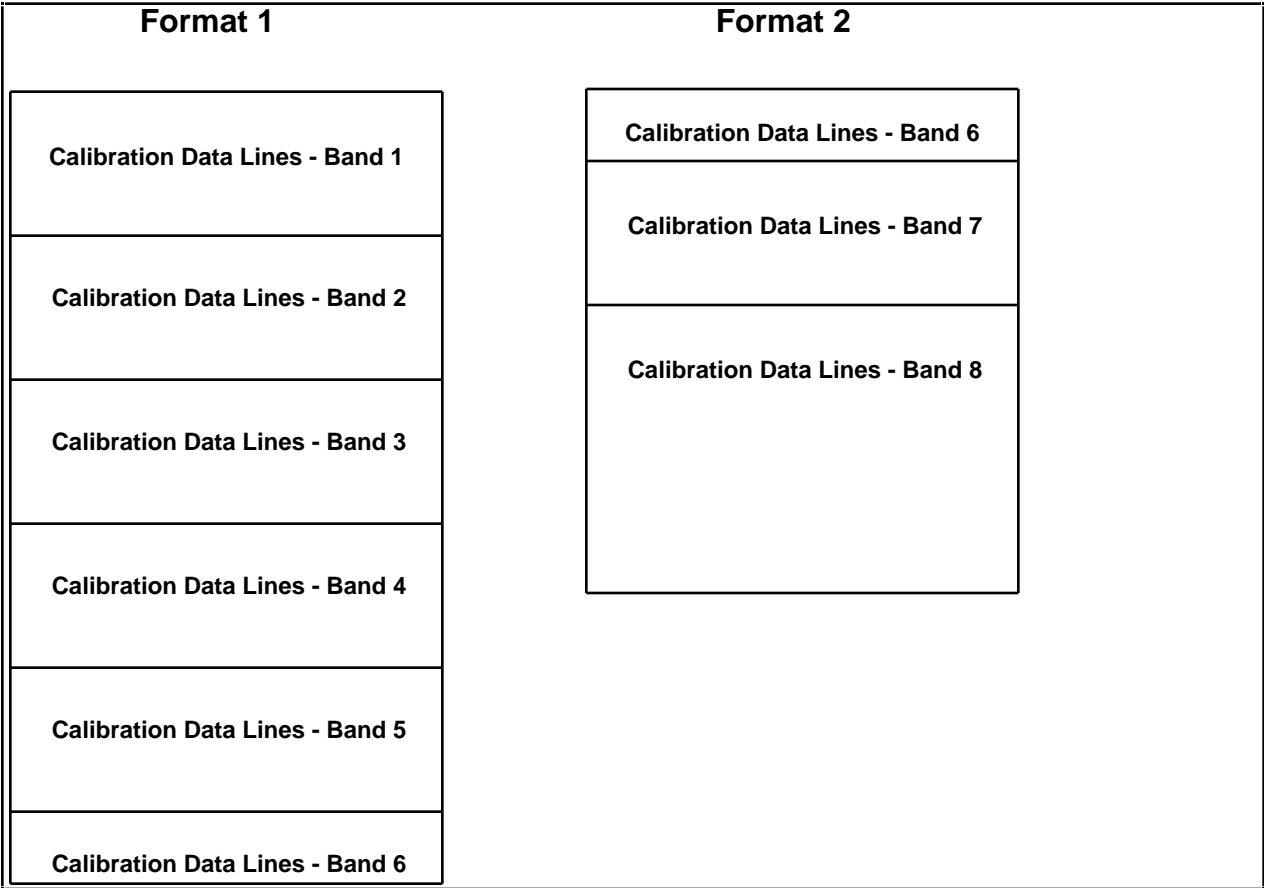 Format 1
Calibration Data Lines - Band 1
Calibration Data Lines - Band 2
Calibration Data Lines - Band 3
Calibration Data Lines - Band 4
Calibration Data Lines - Band 5
Calibration Data Lines - Band 6
Format 2
Calibration Data Lines - Band 6
Calibration Data Lines - Band 7
Calibration Data Lines - Band 8